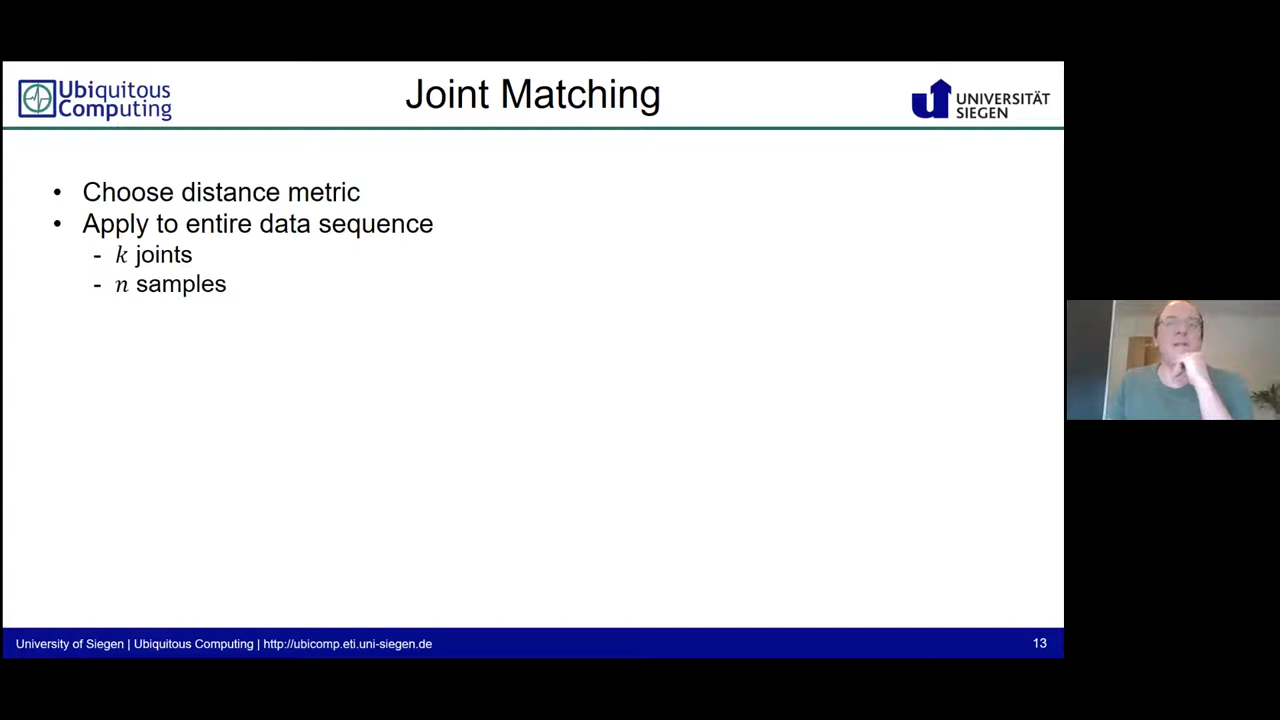 Ubiquitous
Computing
Joint Matching
UNIVERSITÄT
SIEGEN
• Choose distance metric
• Apply to entire data sequence
- k joints
- n samples
University of Siegen | Ubiquitous Computing | http://ubicomp.eti.uni-siegen.de
13